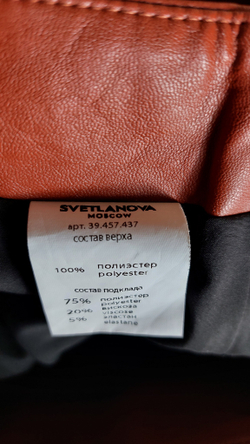 SVETLANOVA
MOSCOW
арт. 39.457.437
состав верха
100% полиэстер
polyester
состав подклада
75% полиэстер
polyester
20% вискоза
viscose
5% эластан
elastane